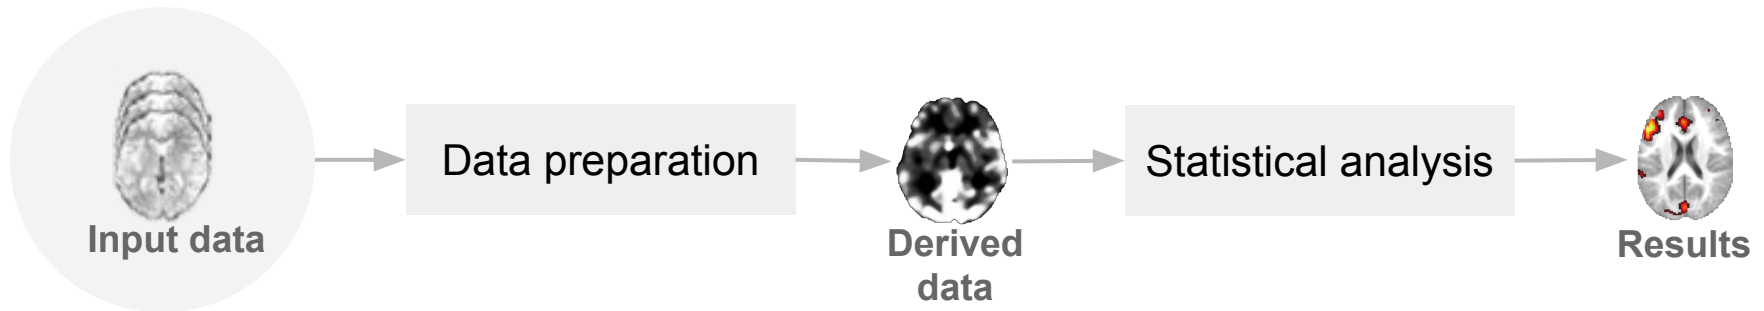 Input data
Data preparation
Derived
data
Statistical analysis
Results